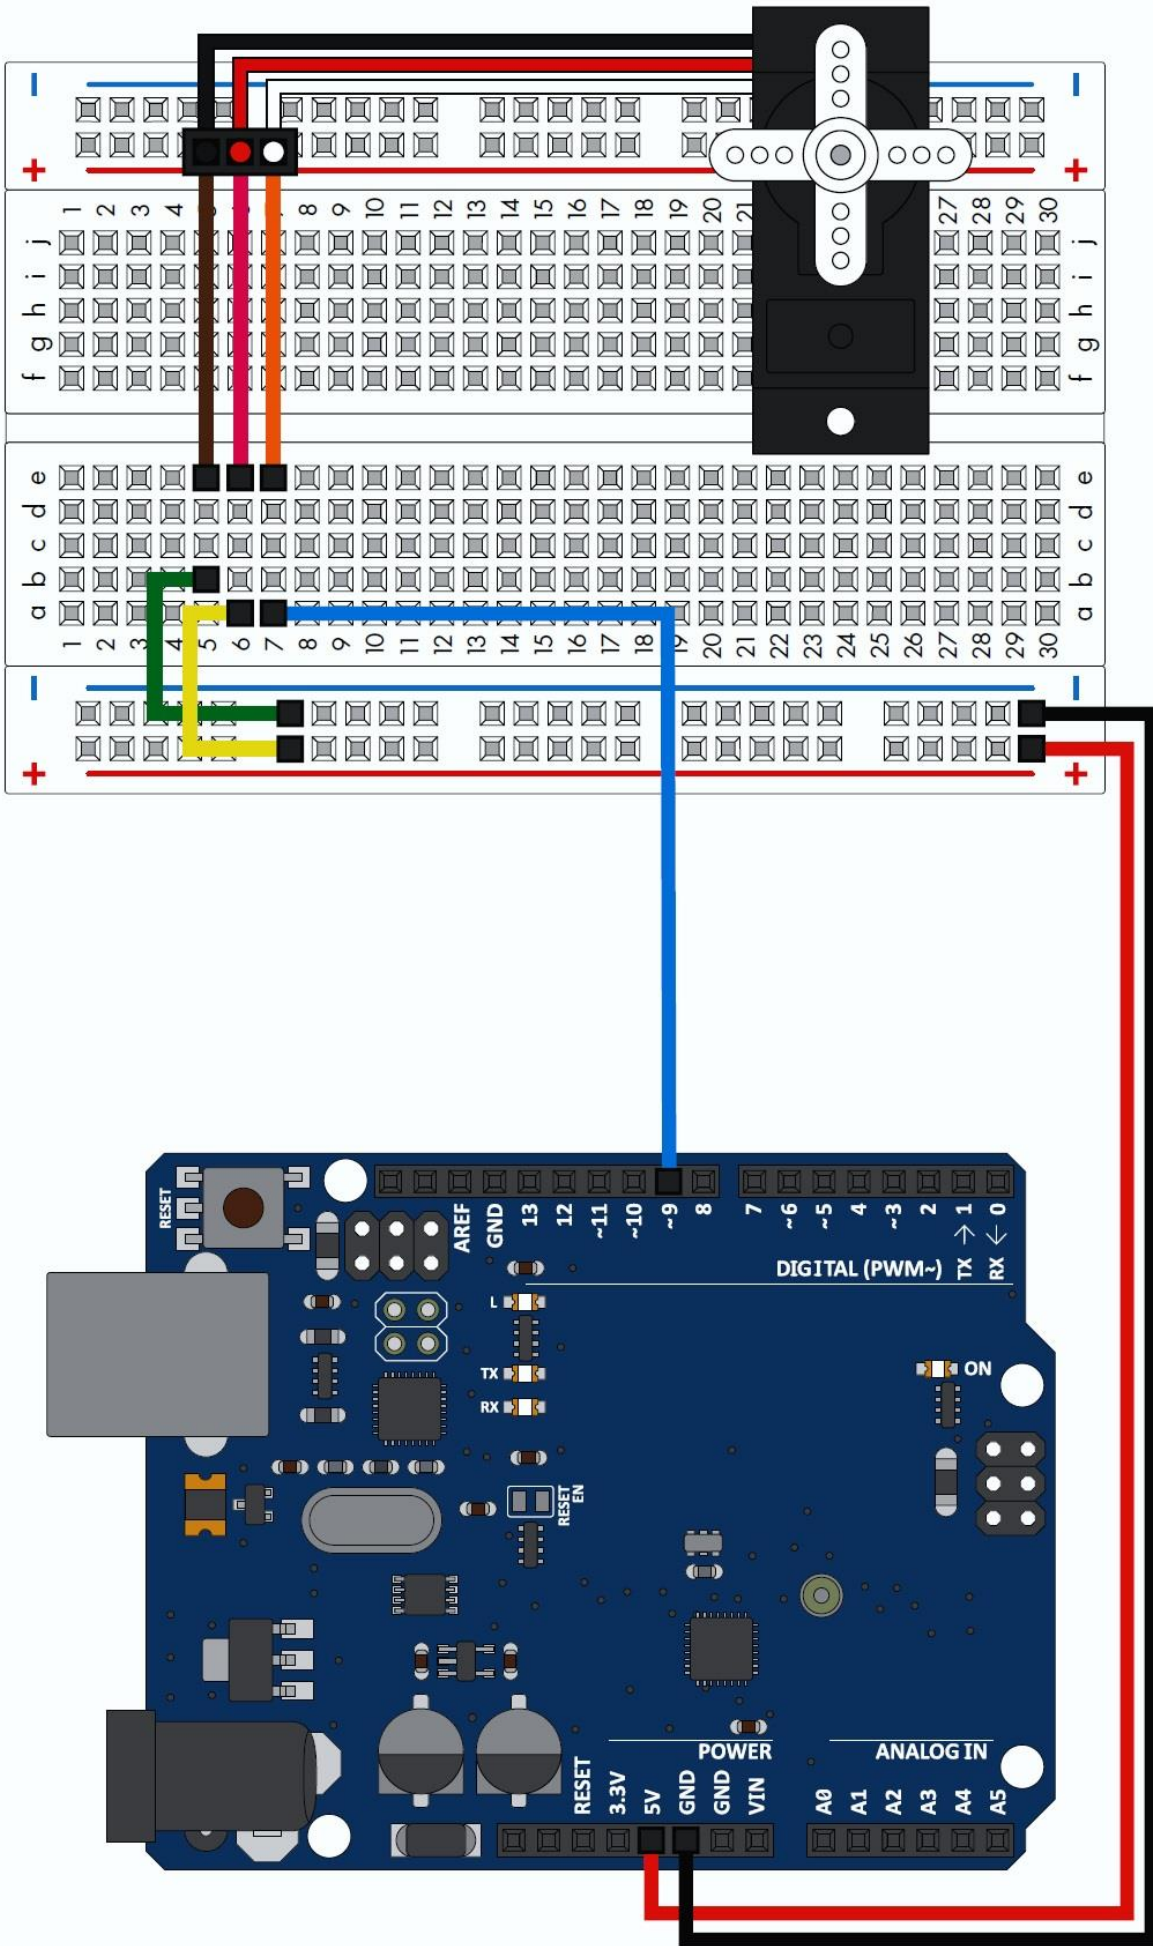 - -
+ +
1 2 3 4 8 9 10 11 12 13 14 15 16 17 18 19 20 21 27 28 29 30
j j
i i
h h
g g
f f
e e
d d
c c
b b
a a
1 2 3 4 5 6 7 8 9 10 11 12 13 14 15 16 17 18 19 20 21 22 23 24 25 26 27 28 29 30
- -
+ +
RESET
AREF GND 13 12 ~11 ~10 ~9 8 7 ~6 ~5 4 ~3 2 TX→1 RX←0
DIGITAL (PWM~)
L
TX
RX
ON
RESET EN
POWER
ANALOG IN
RESET 3.3V 5V GND GND VIN A0 A1 A2 A3 A4 A5